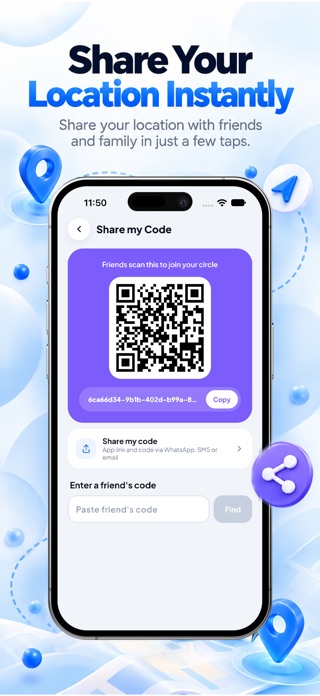 Share Your
Location Instantly
Share your location with friends
and family in just a few taps.
11:50
Share my Code
Friends scan this to join your circle
6ca66d34-9b1b-402d-b99a-8...
Copy
Share my code
App link and code via WhatsApp, SMS or
email
Enter a friend's code
Paste friend's code
Find